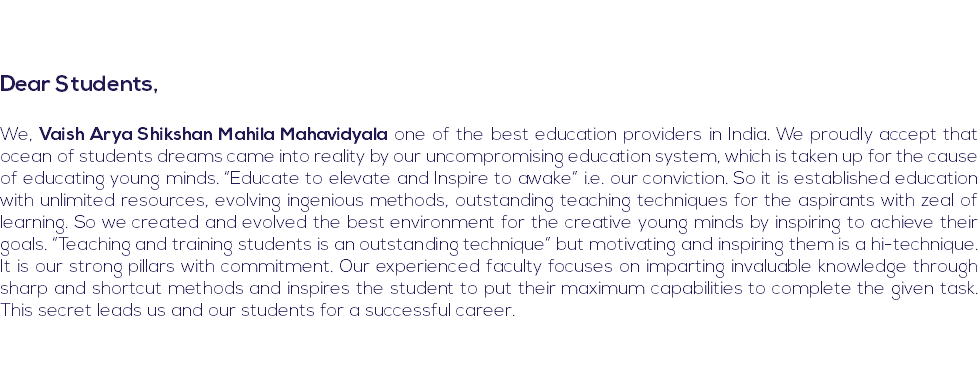 Dear Students,
We, Vaish Arya Shikshan Mahila Mahavidyala one of the best education providers in India. We proudly accept that
ocean of students dreams came into reality by our uncompromising education system, which is taken up for the cause
of educating young minds. “Educate to elevate and Inspire to awake” i.e. our conviction. So it is established education
with unlimited resources, evolving ingenious methods, outstanding teaching techniques for the aspirants with zeal of
learning. So we created and evolved the best environment for the creative young minds by inspiring to achieve their
goals. “Teaching and training students is an outstanding technique” but motivating and inspiring them is a hi-technique.
It is our strong pillars with commitment. Our experienced faculty focuses on imparting invaluable knowledge through
sharp and shortcut methods and inspires the student to put their maximum capabilities to complete the given task.
This secret leads us and our students for a successful career.